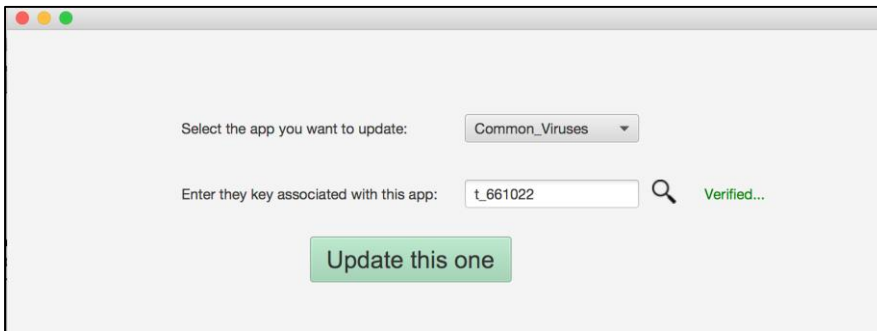 Select the app you want to update: Common_Viruses
Enter they key associated with this app: t_661022 Verified...
Update this one